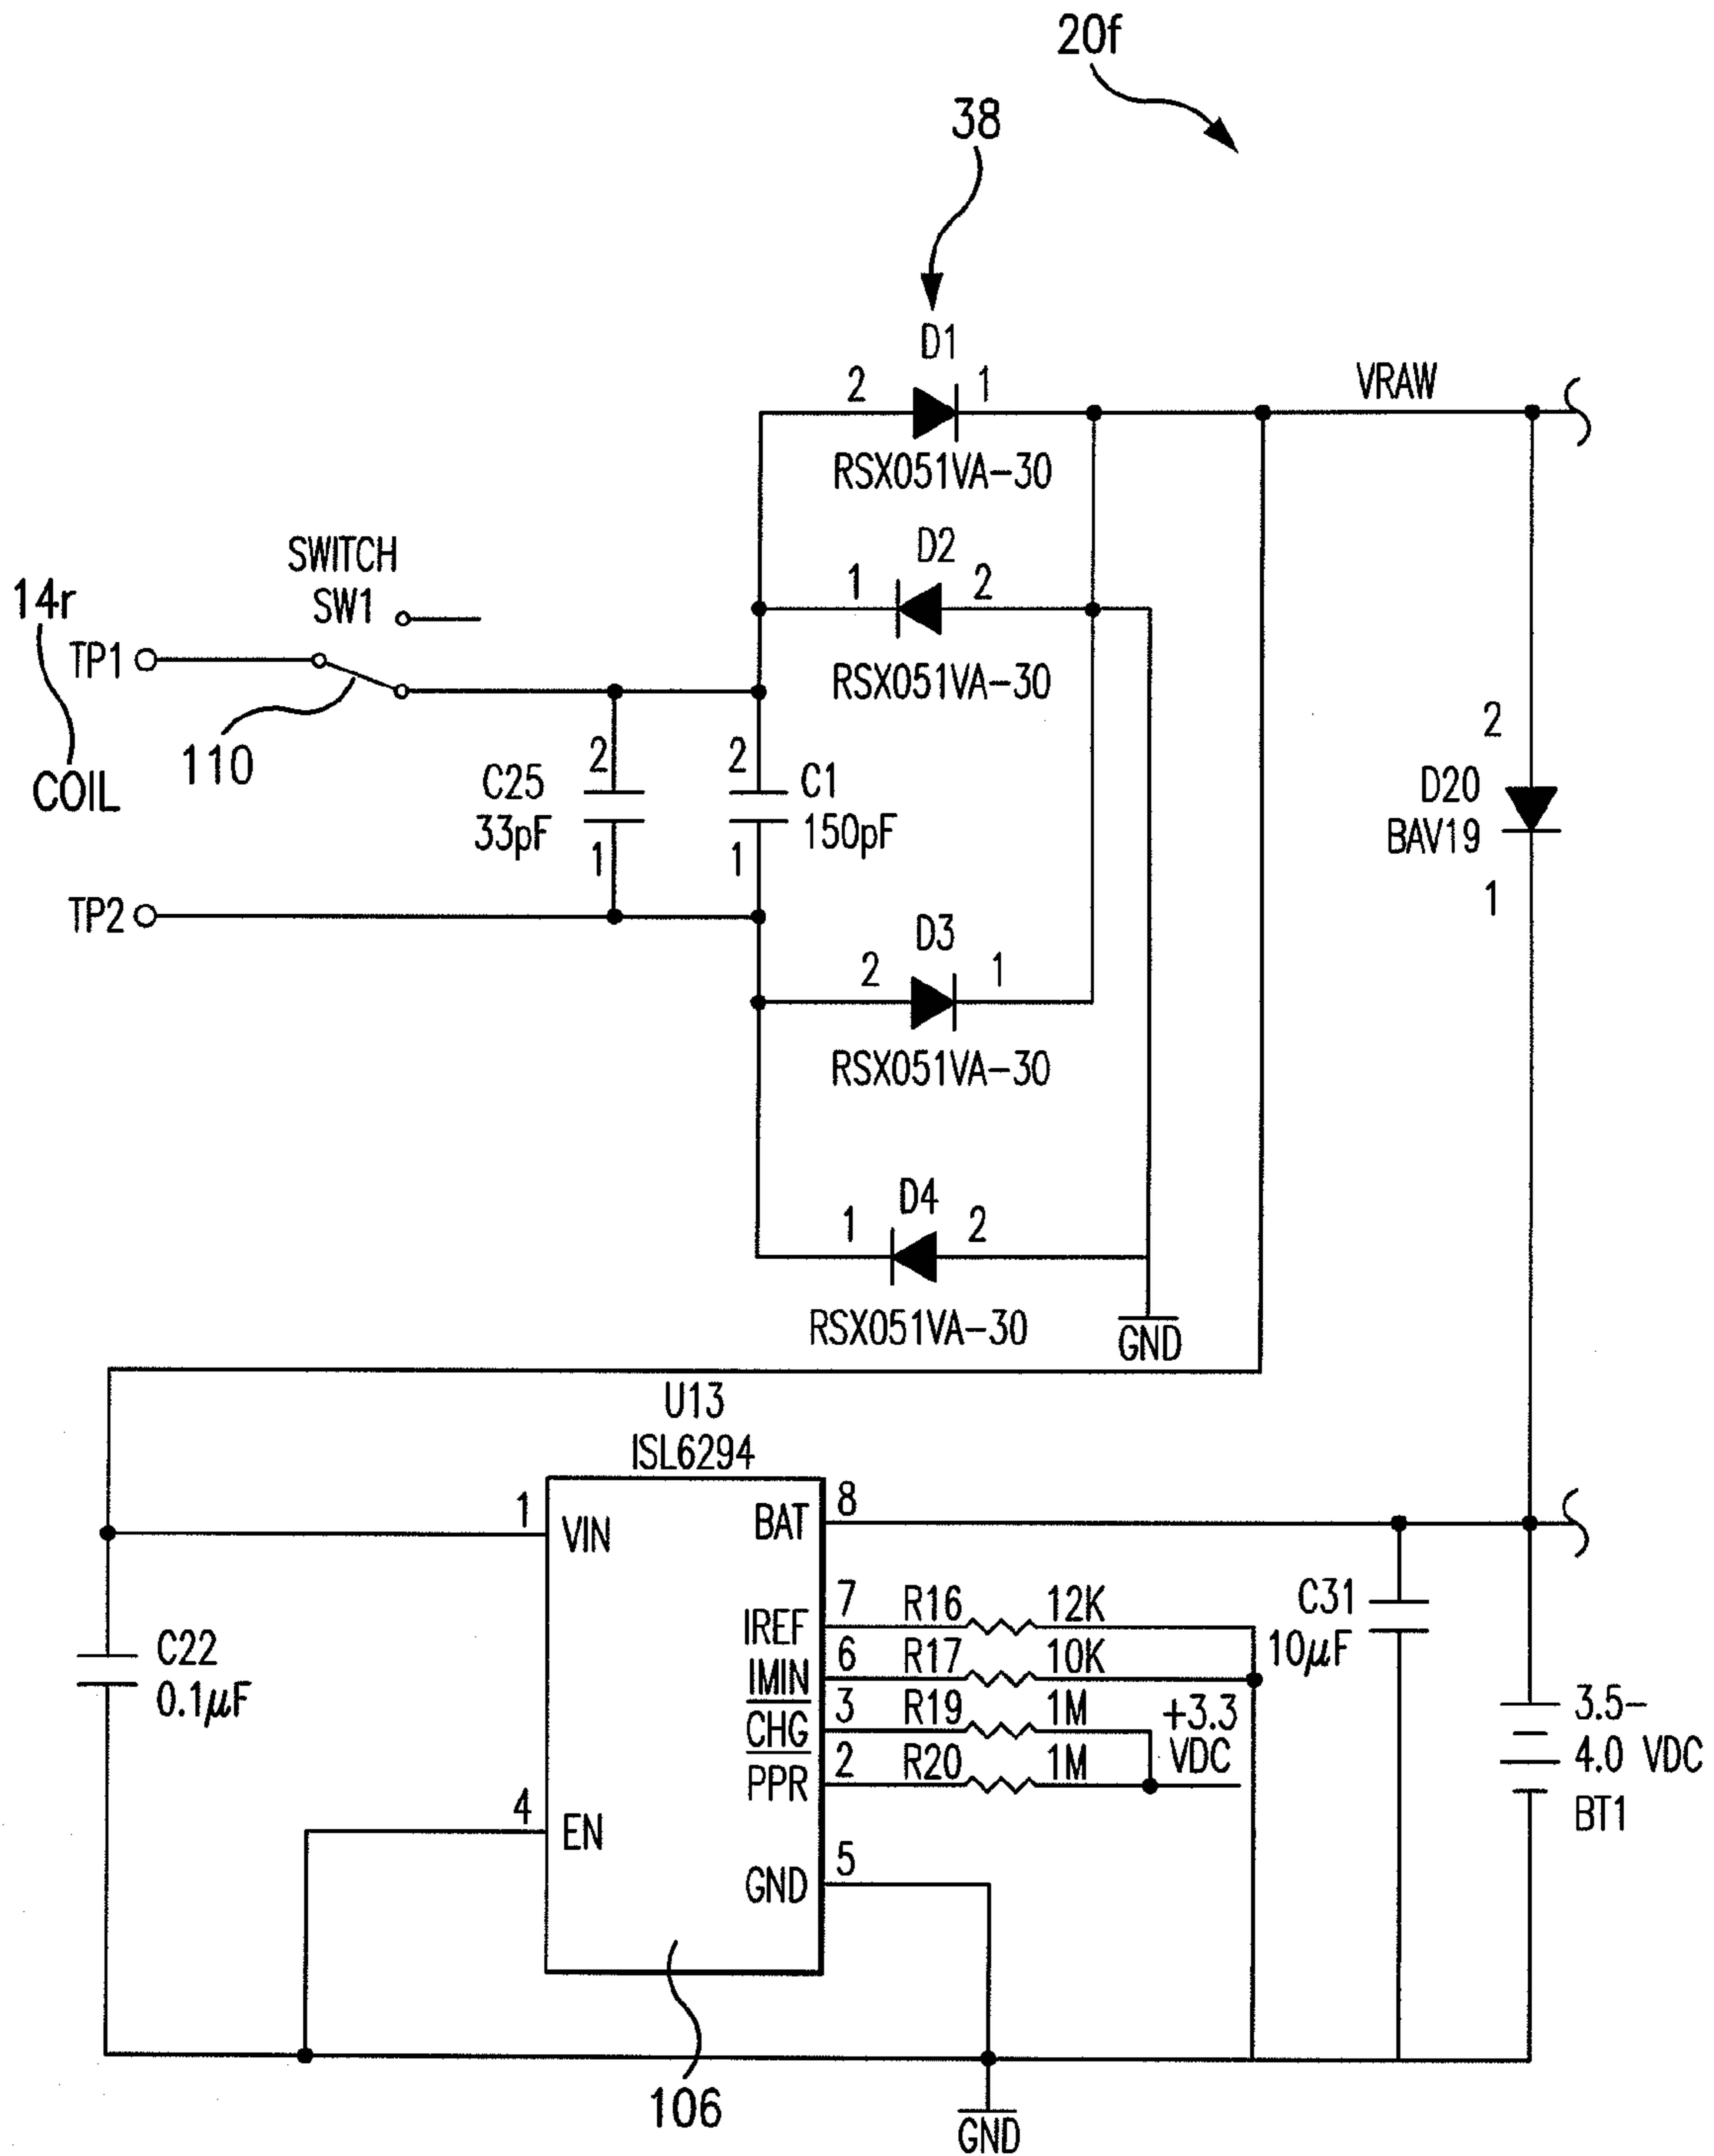 20f
38
D1
2
1
VRAW
RSX051VA-30
D2
1
2
RSX051VA-30
SWITCH
SW1
14r
TP1
110
COIL
2
C25
33pF
1
2
C1
150pF
1
TP2
2
D20
BAV19
1
D3
2
1
RSX051VA-30
D4
1
2
RSX051VA-30
GND
U13
ISL6294
1
VIN
BAT
8
7
R16
12K
IREF
6
R17
10K
IMIN
3
R19
1M
CHG
2
R20
1M
PPR
+3.3
VDC
C31
10μF
3.5-
4.0 VDC
BT1
C22
0.1μF
4
EN
5
GND
106
GND